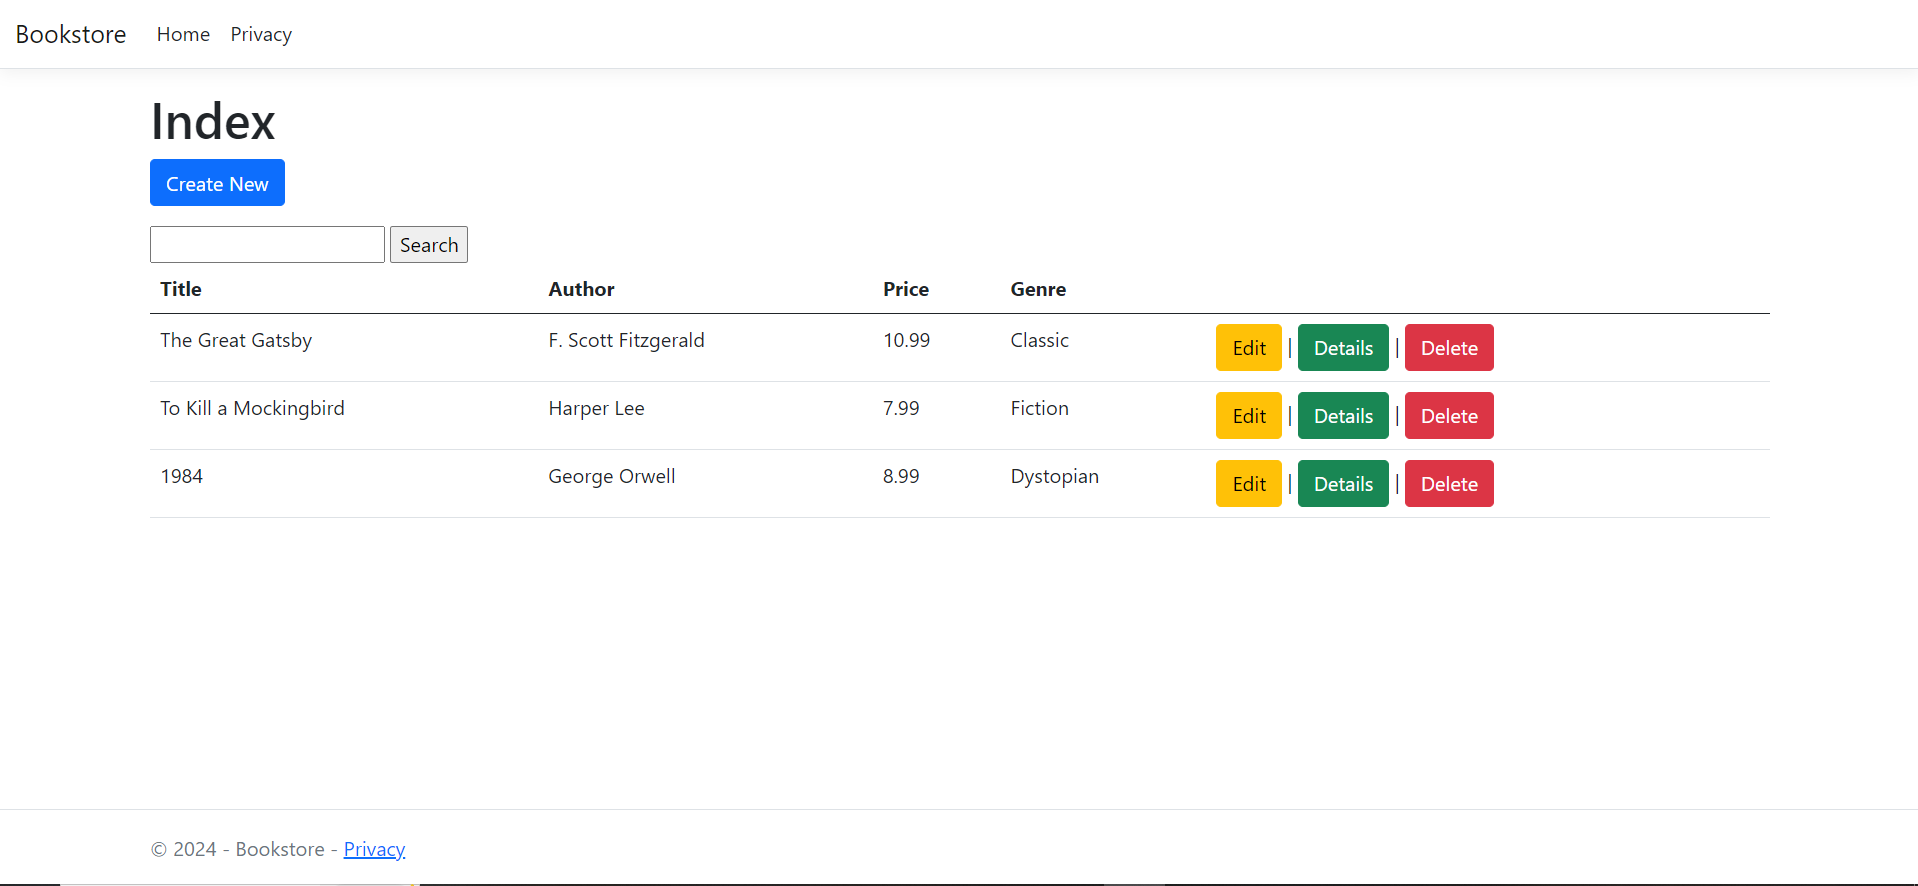 Bookstore Home Privacy
Index
Create New
Search
Title Author Price Genre
The Great Gatsby F. Scott Fitzgerald 10.99 Classic Edit | Details | Delete
To Kill a Mockingbird Harper Lee 7.99 Fiction Edit | Details | Delete
1984 George Orwell 8.99 Dystopian Edit | Details | Delete
© 2024 - Bookstore - Privacy